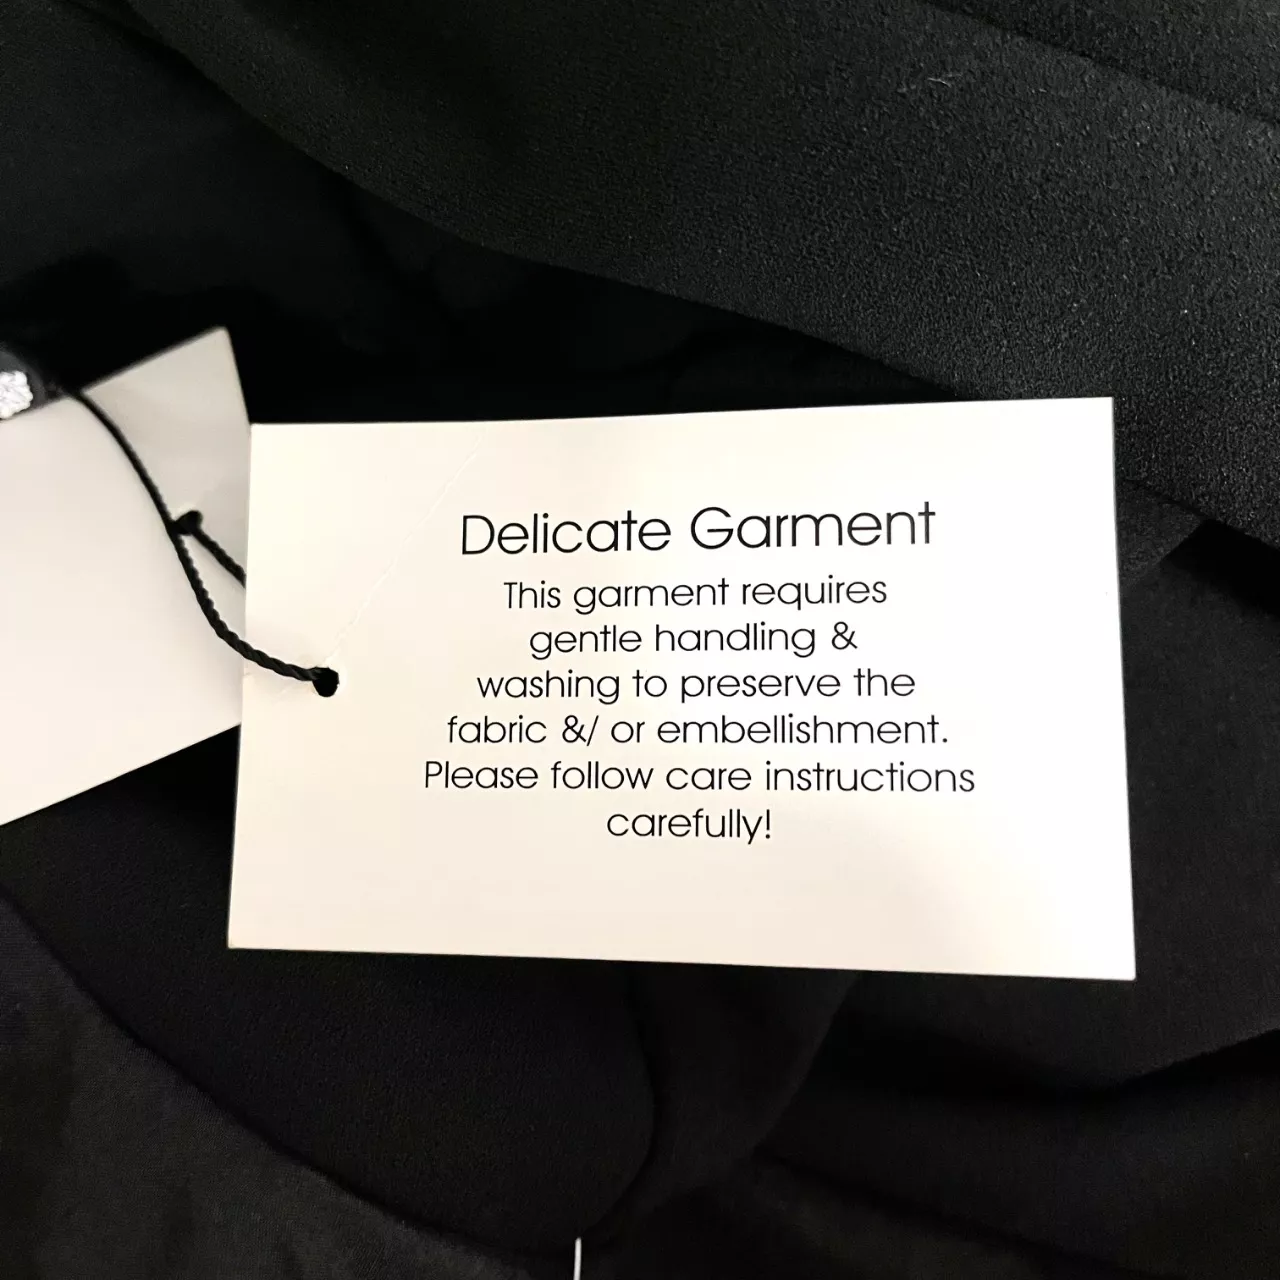 Delicate Garment
This garment requires
gentle handling &
washing to preserve the
fabric &/ or embellishment.
Please follow care instructions
carefully!